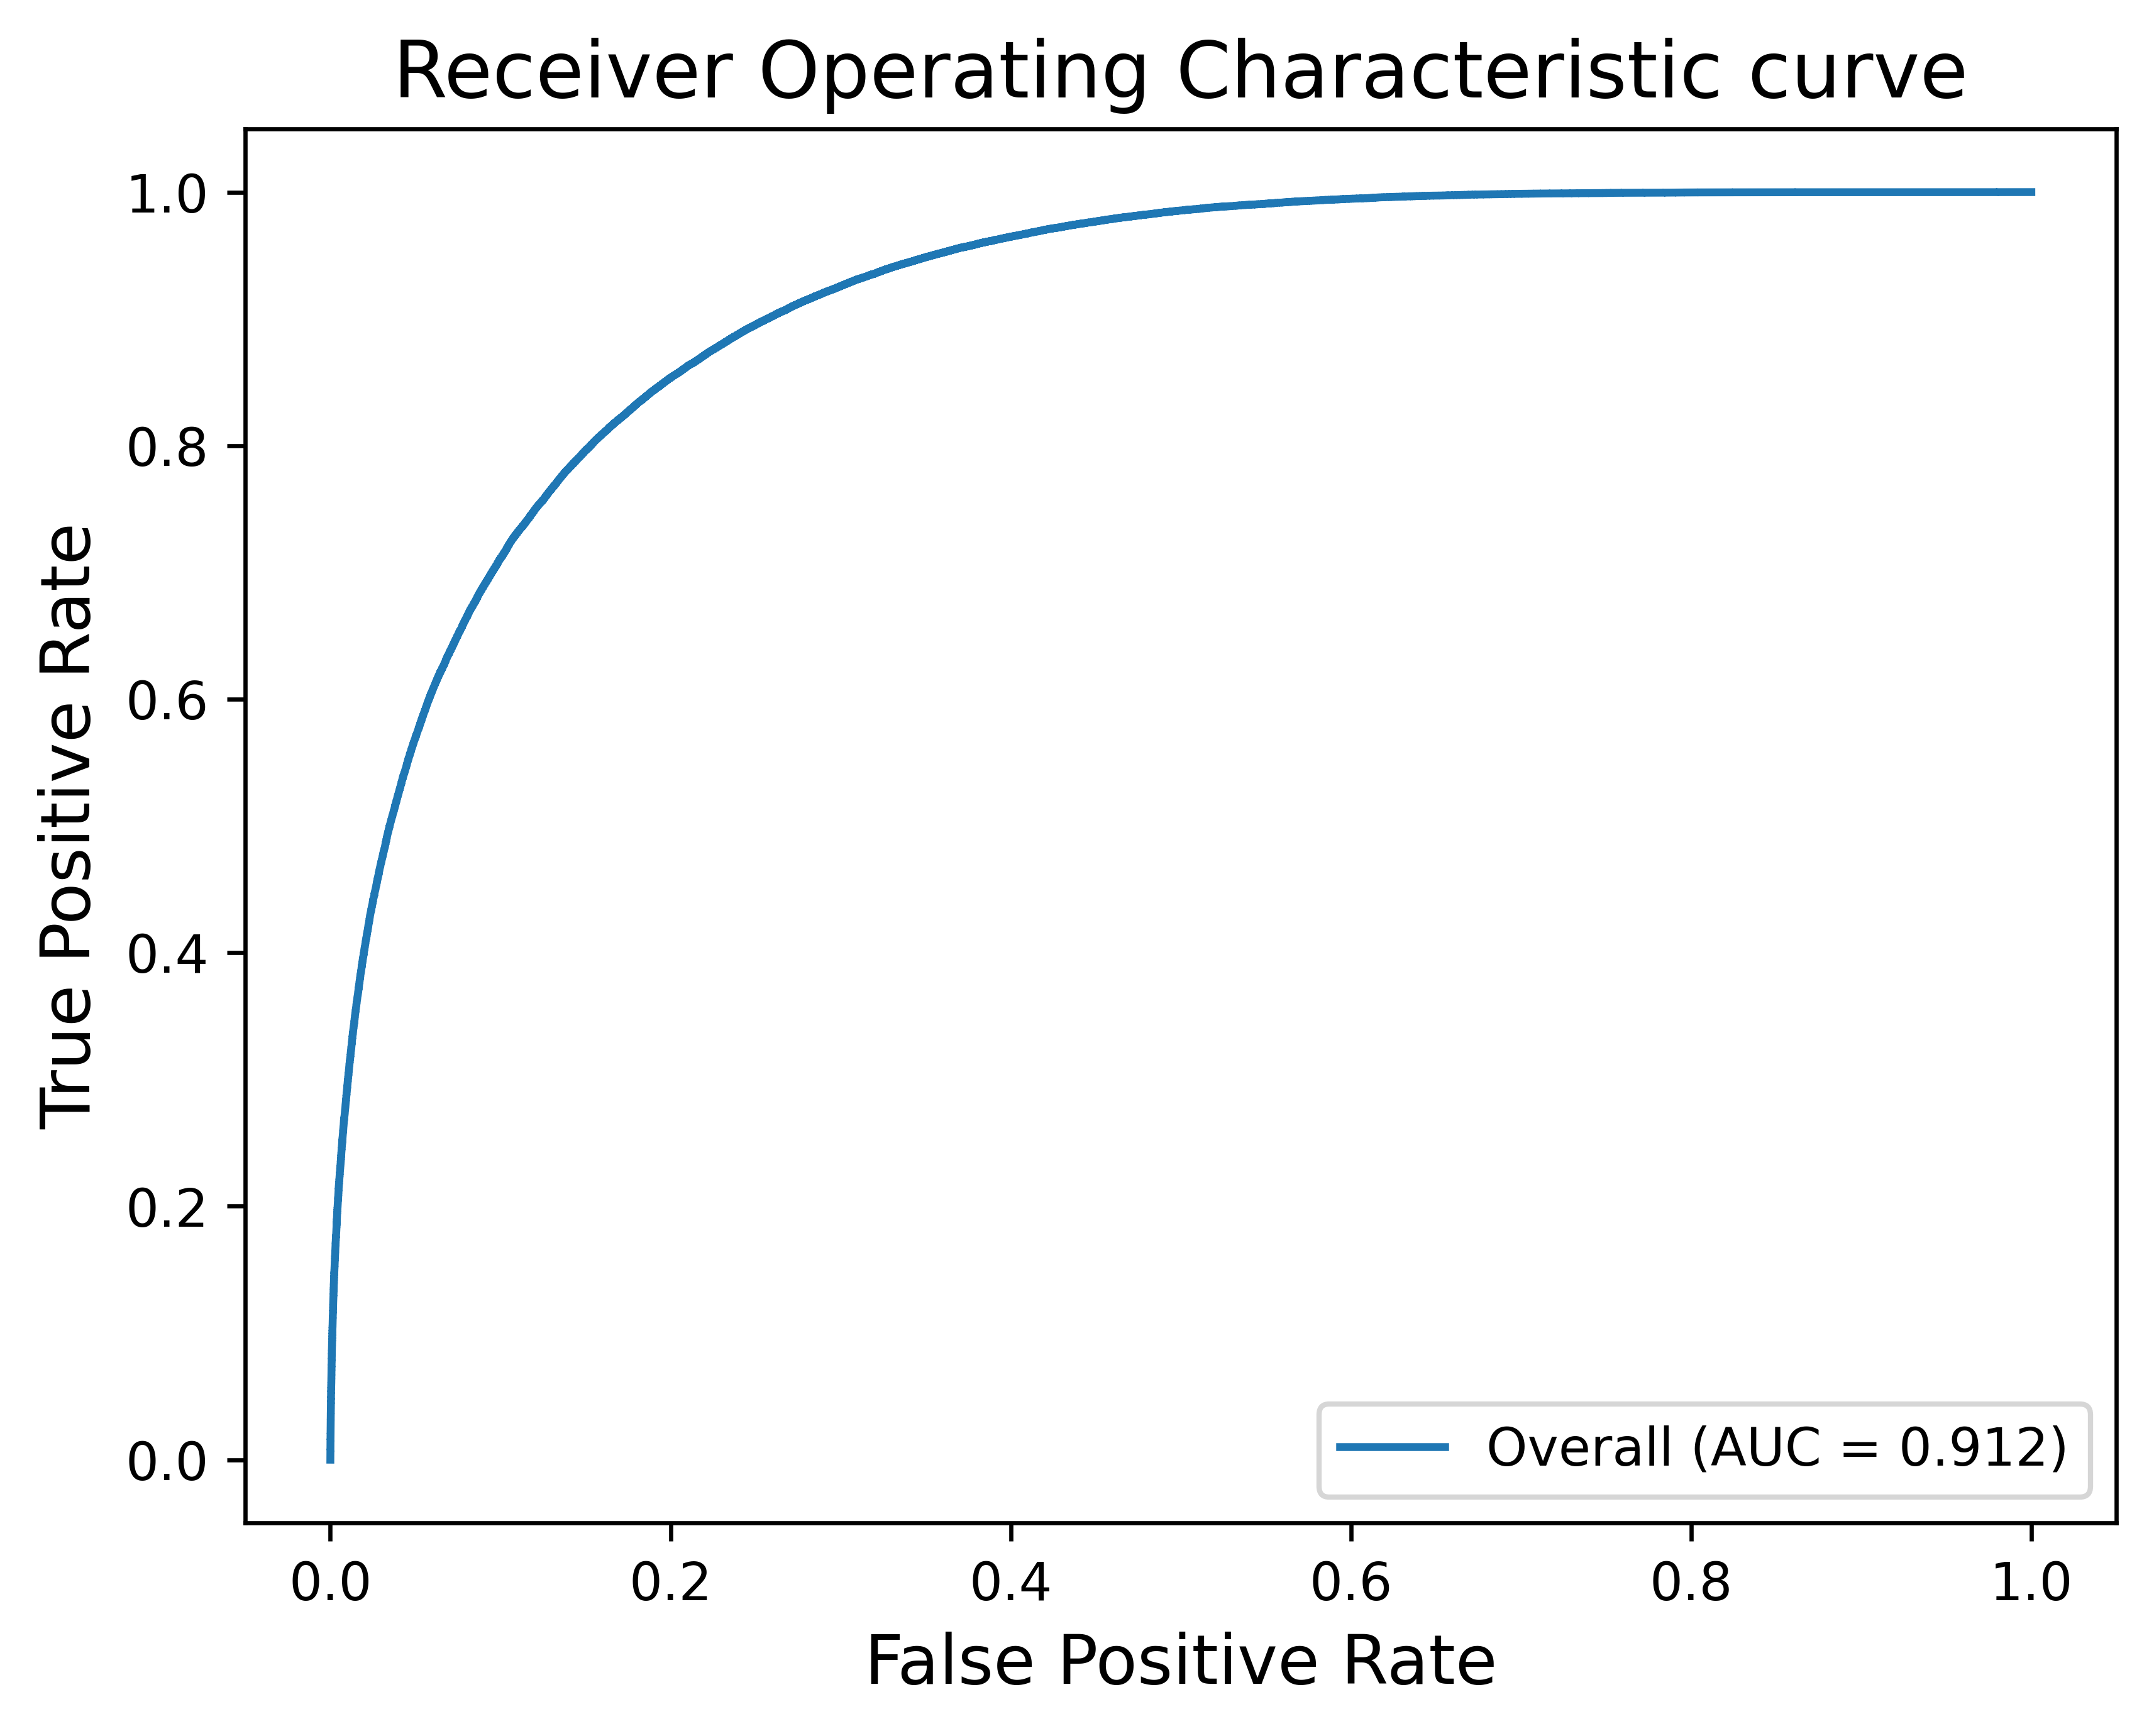 Receiver Operating Characteristic curve
1.0
0.8
0.6
0.4
0.2
0.0
True Positive Rate
Overall (AUC = 0.912)
0.0 0.2 0.4 0.6 0.8 1.0
False Positive Rate